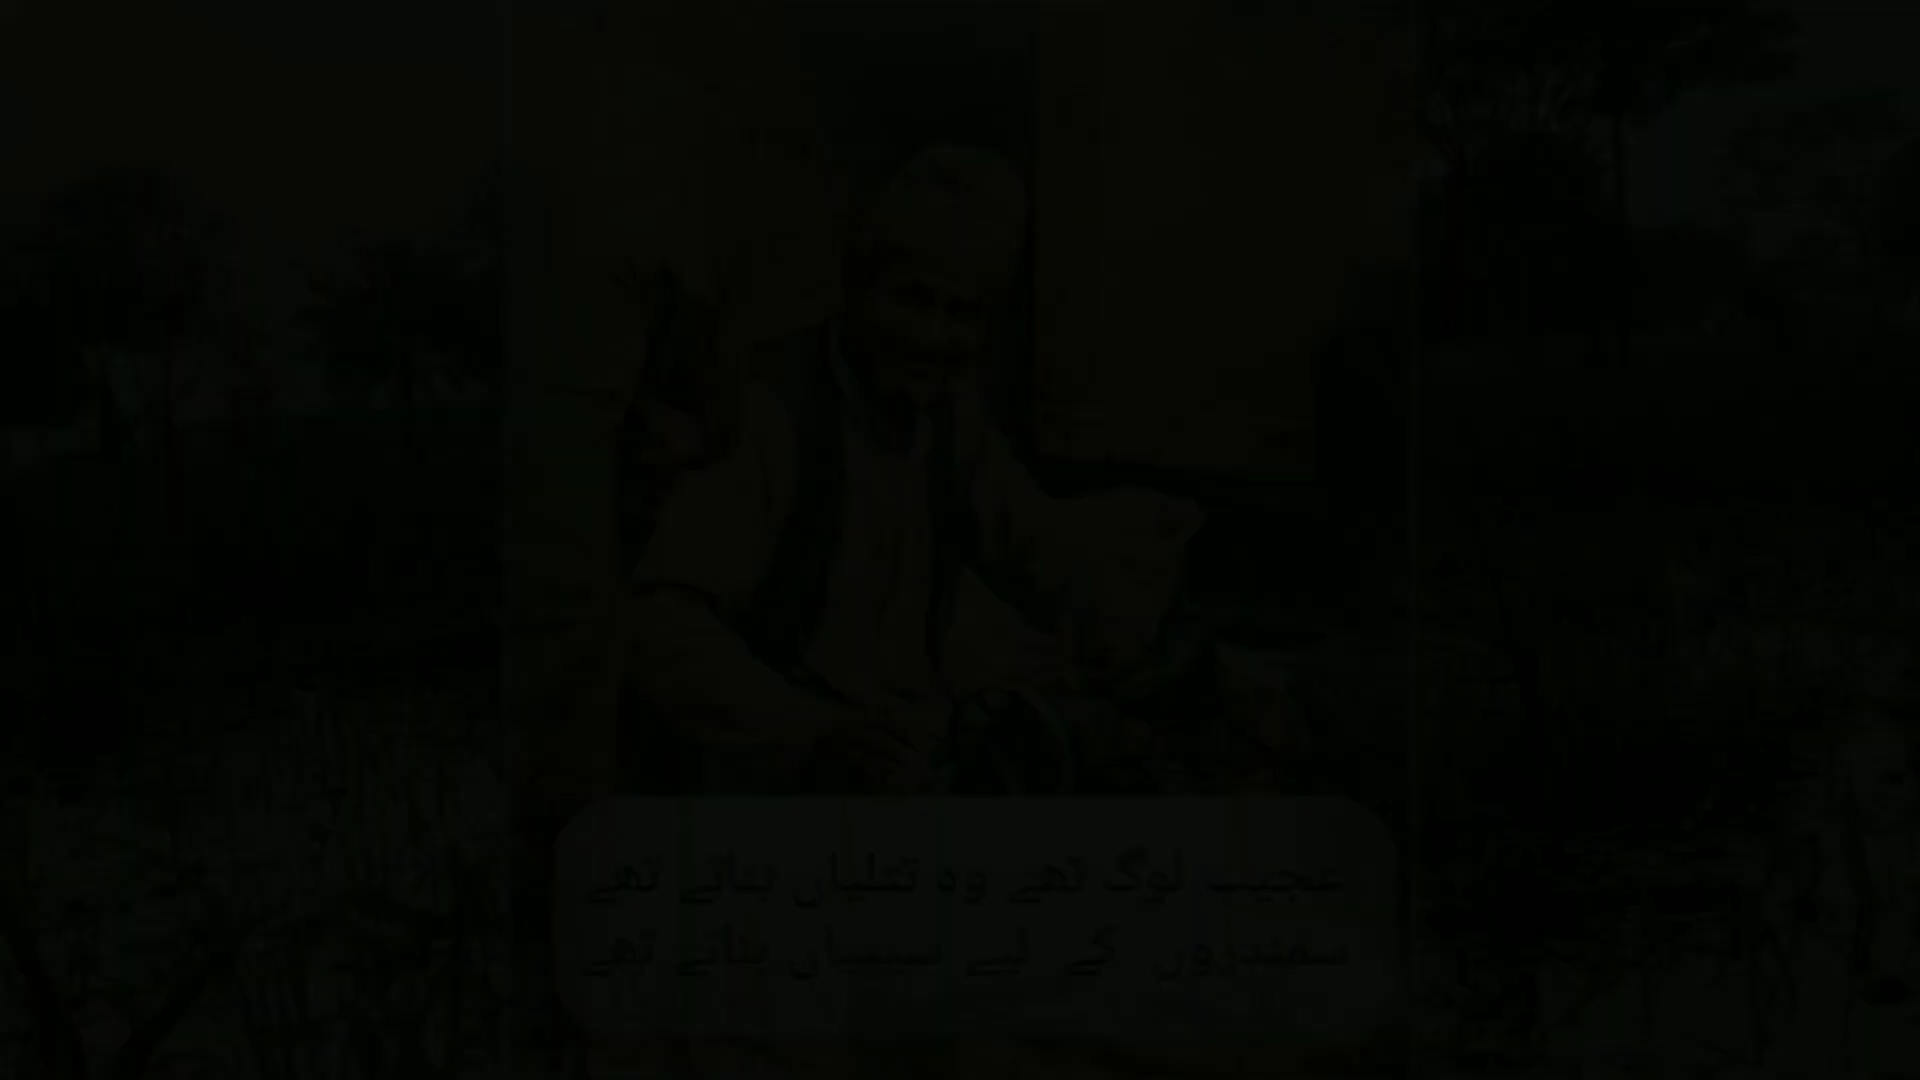 عجیب لوگ تھے وہ تتلیاں بناتے تھے
سمندروں کے لیے سیپیاں بناتے تھے